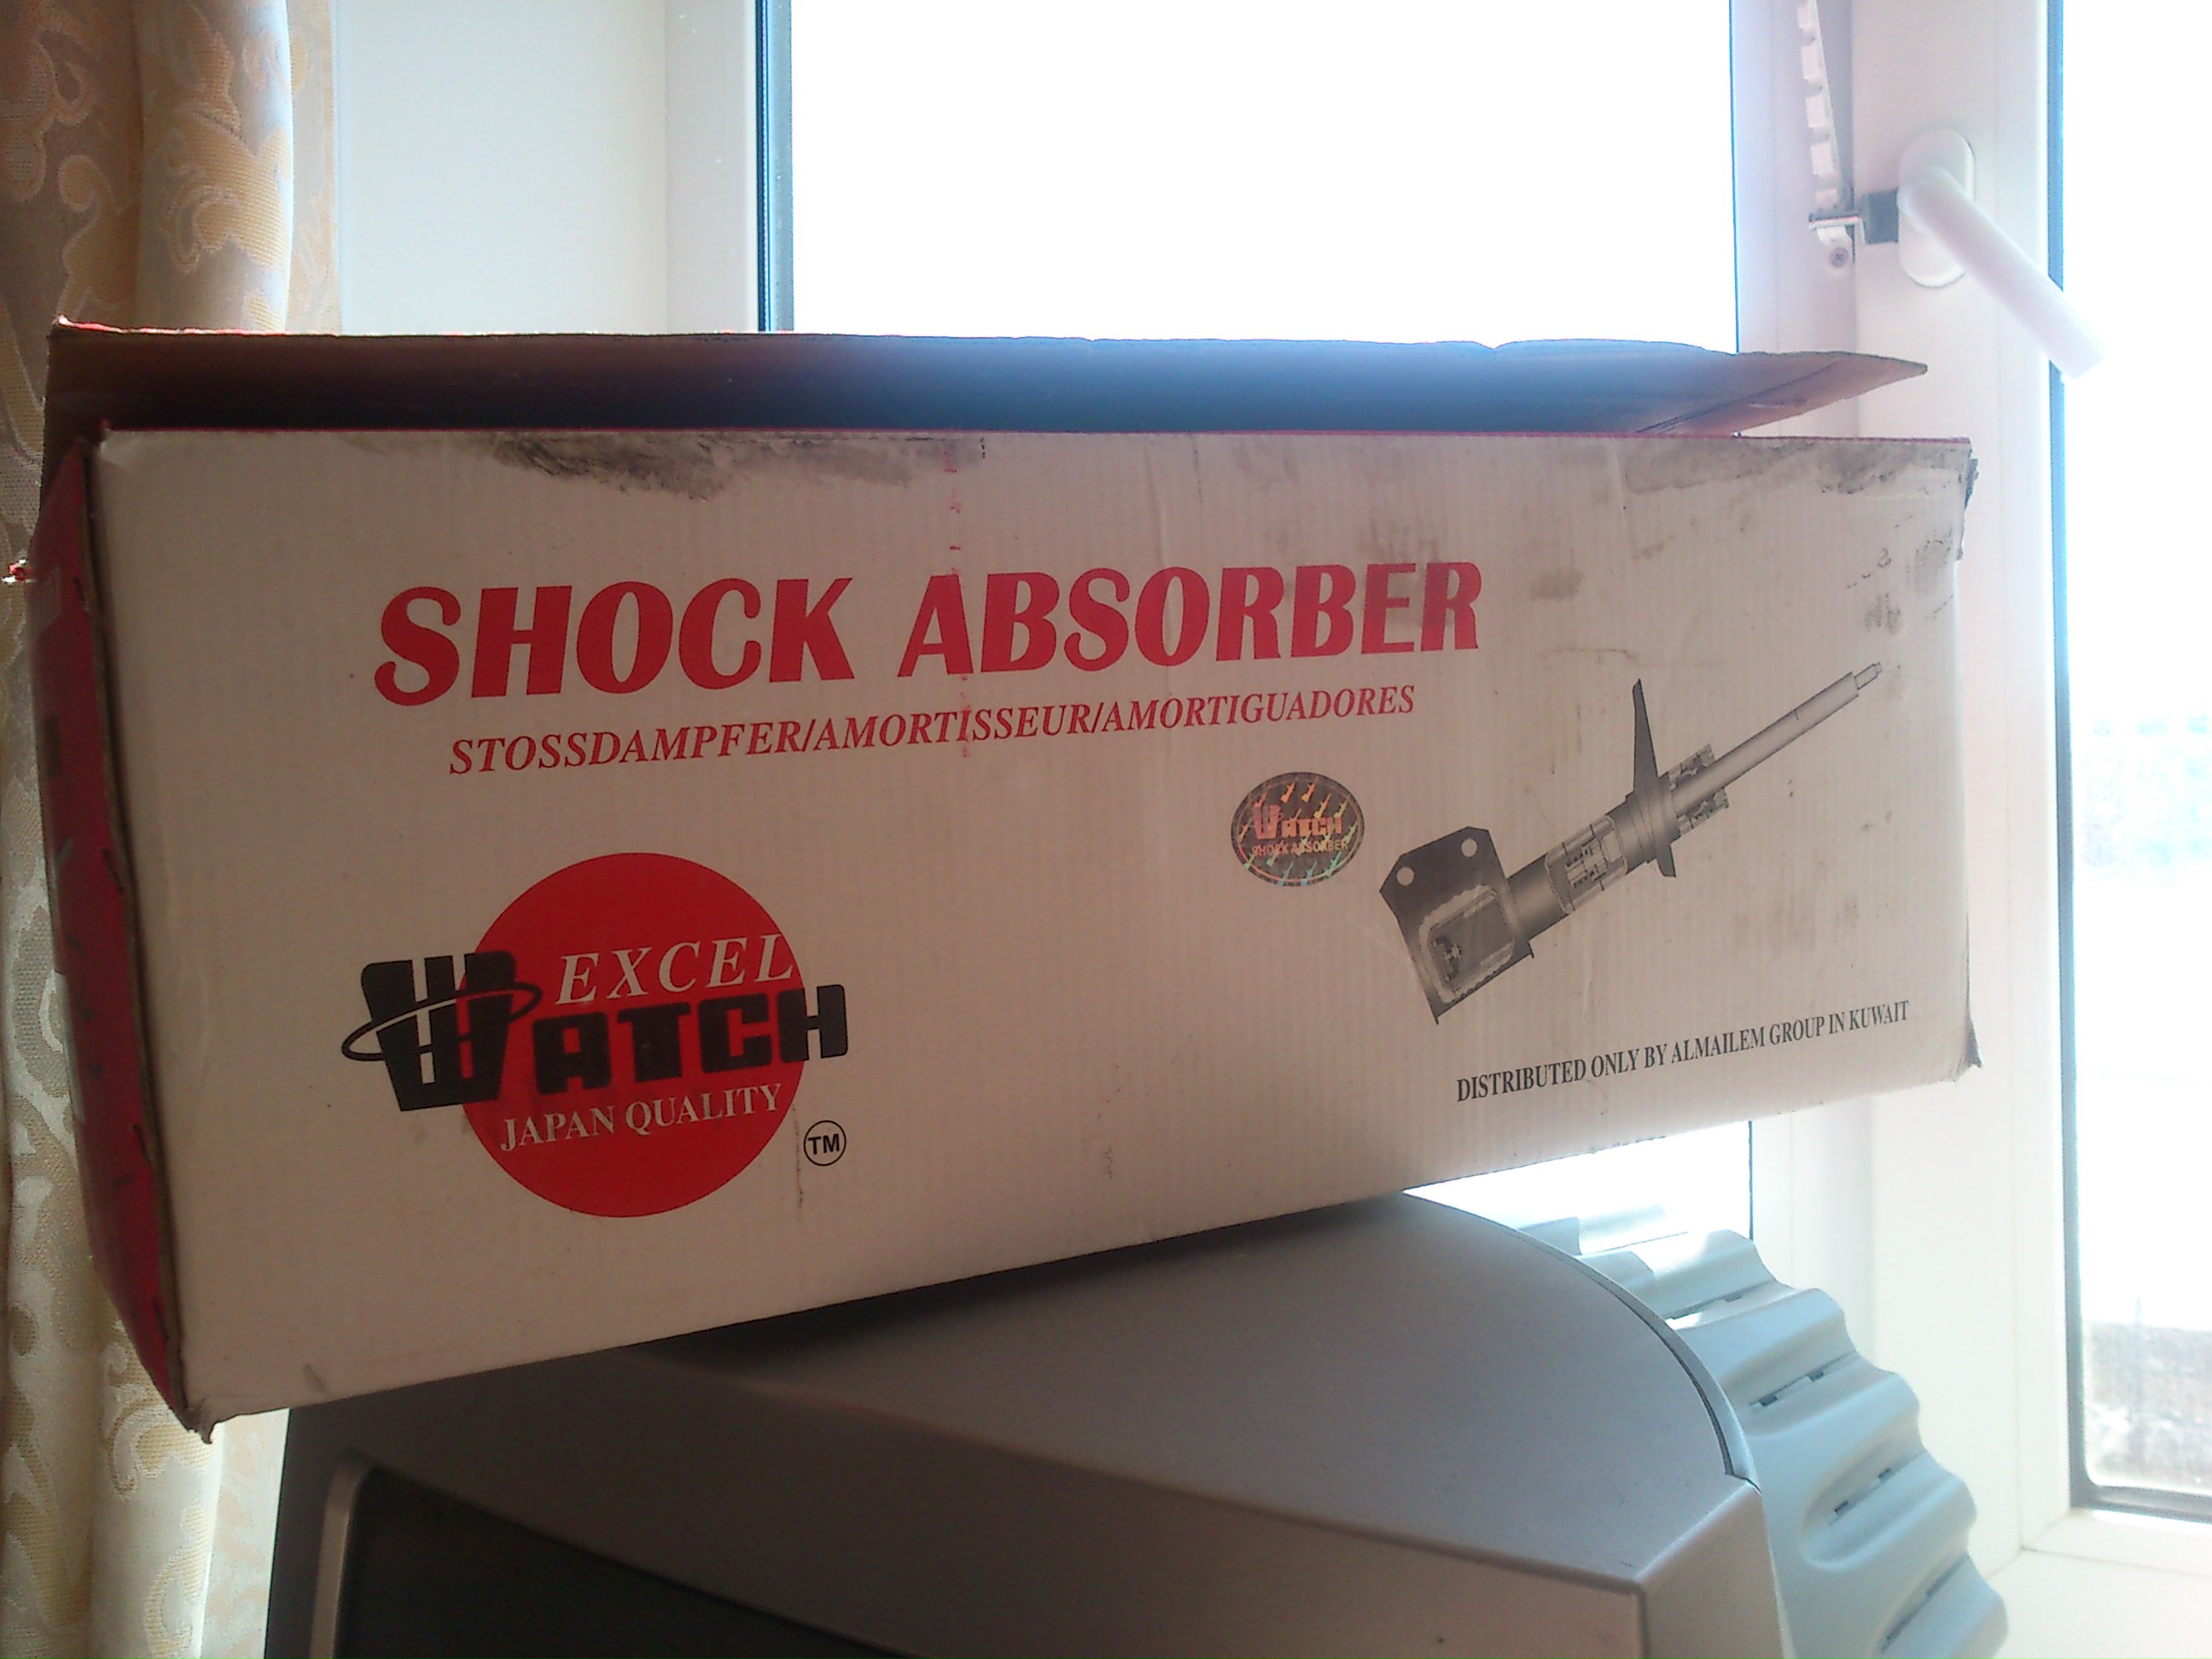 SHOCK ABSORBER
STOSSDAMPFER/AMORTISSEUR/AMORTIGUADORES
WATCH
SHOCK ABSORBER
EXCEL
WATCH
JAPAN QUALITY
TM
DISTRIBUTED ONLY BY ALMAILEM GROUP IN KUWAIT